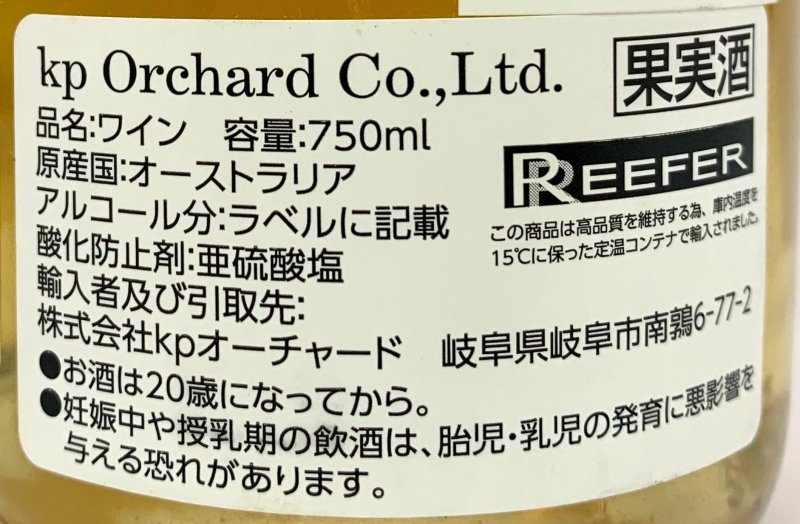 kp Orchard Co.,Ltd.
果実酒
品名:ワイン 容量:750ml
原産国:オーストラリア
アルコール分:ラベルに記載
酸化防止剤:亜硫酸塩
REEFER
この商品は高品質を維持する為、庫内温度を
15℃に保った定温コンテナで輸入されました。
輸入者及び引取先:
株式会社kpオーチャード 岐阜県岐阜市南鶉6-77-2
●お酒は20歳になってから。
●妊娠中や授乳期の飲酒は、胎児・乳児の発育に悪影響を
与える恐れがあります。